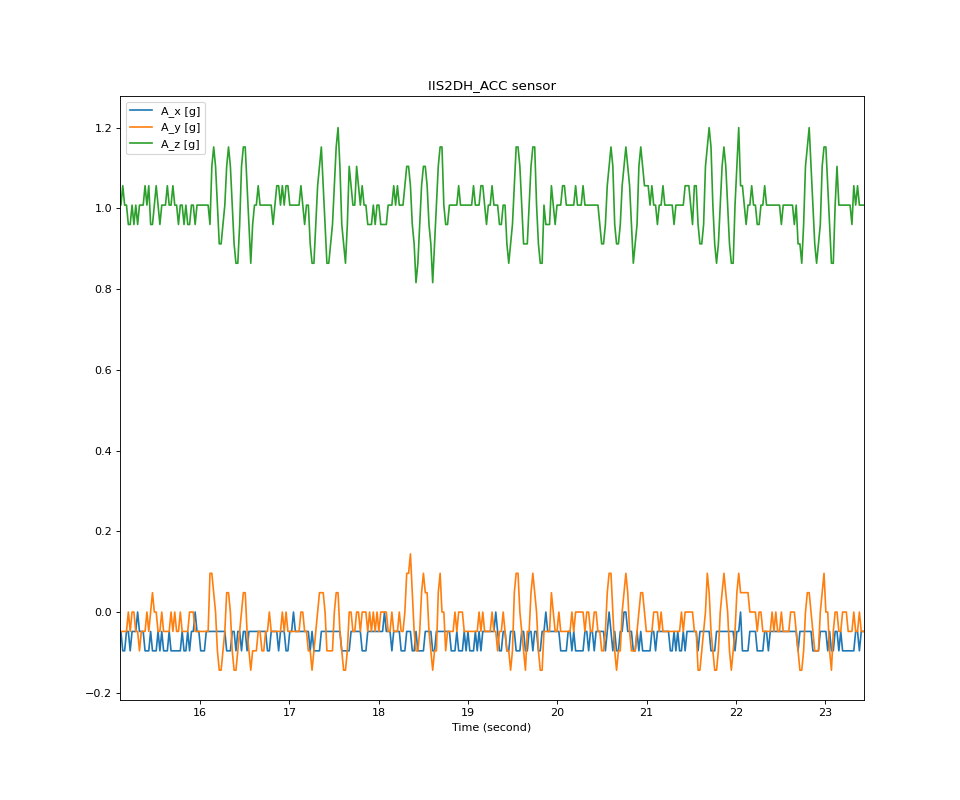 IIS2DH_ACC sensor
A_x [g]
A_y [g]
A_z [g]
1.2
1.0
0.8
0.6
0.4
0.2
0.0
−0.2
16 17 18 19 20 21 22 23
Time (second)